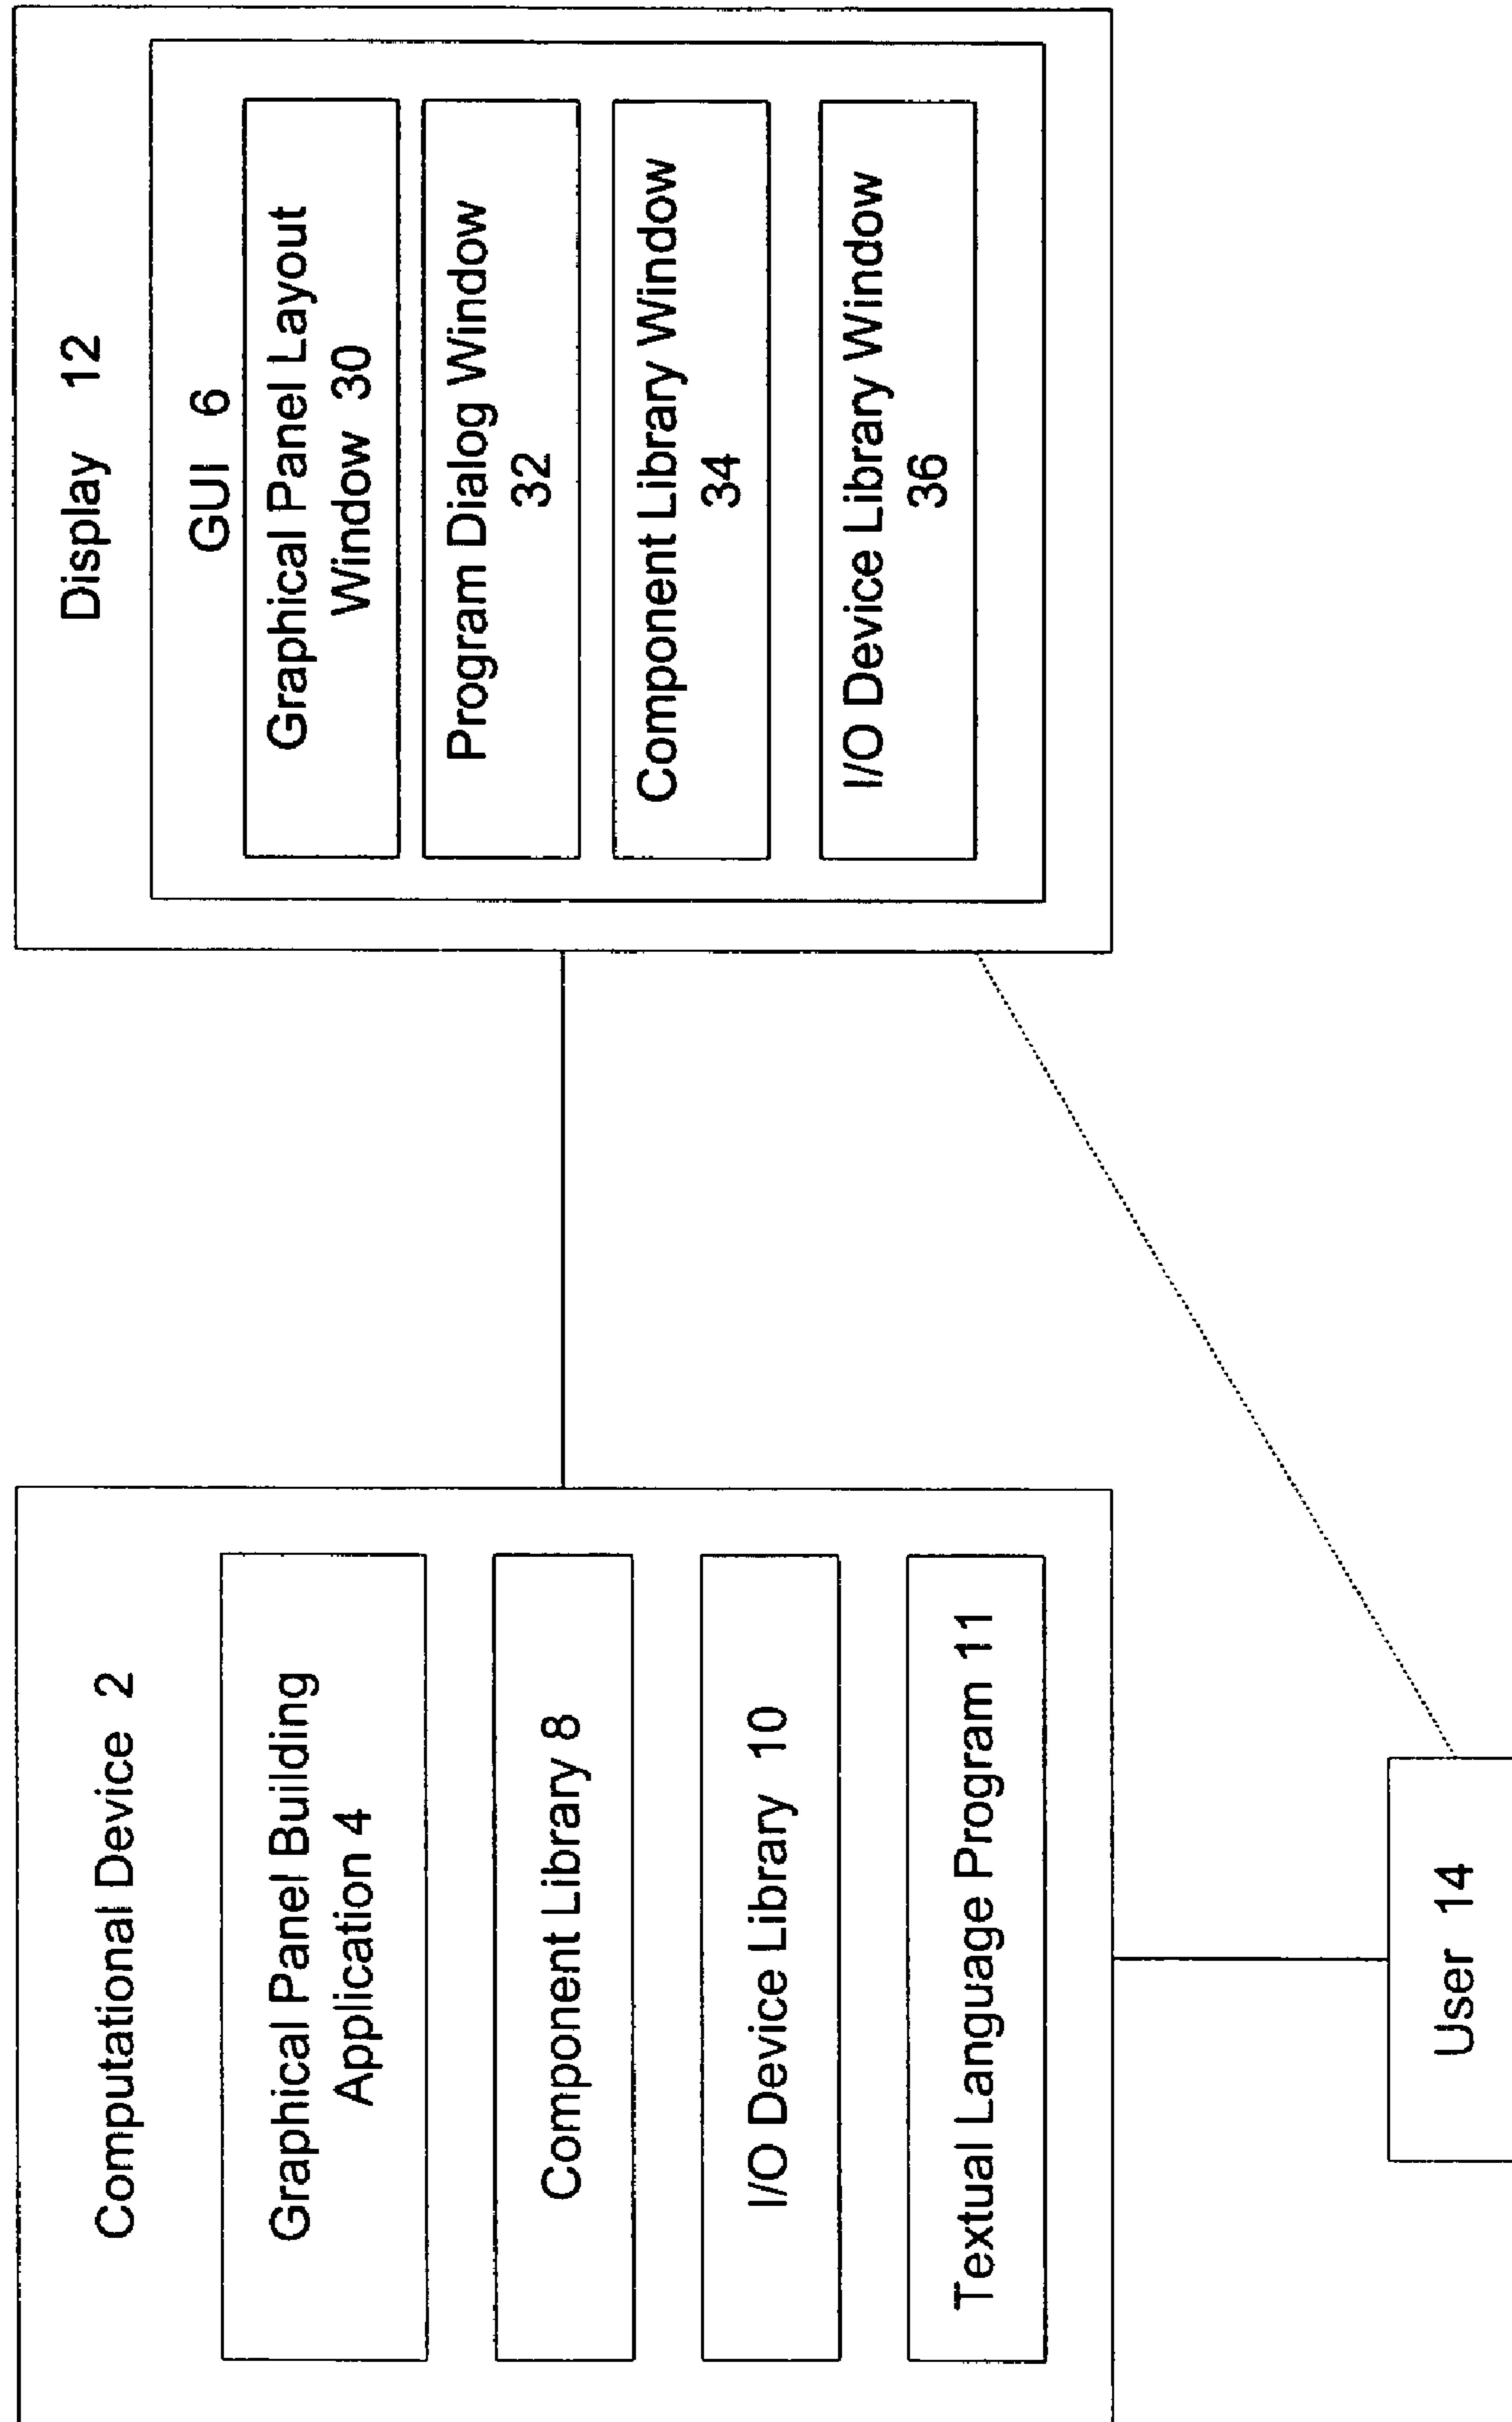 Computational Device 2
Graphical Panel Building
Application 4
Component Library 8
I/O Device Library 10
Textual Language Program 11
User 14
Display 12
GUI 6
Graphical Panel Layout
Window 30
Program Dialog Window
32
Component Library Window
34
I/O Device Library Window
36